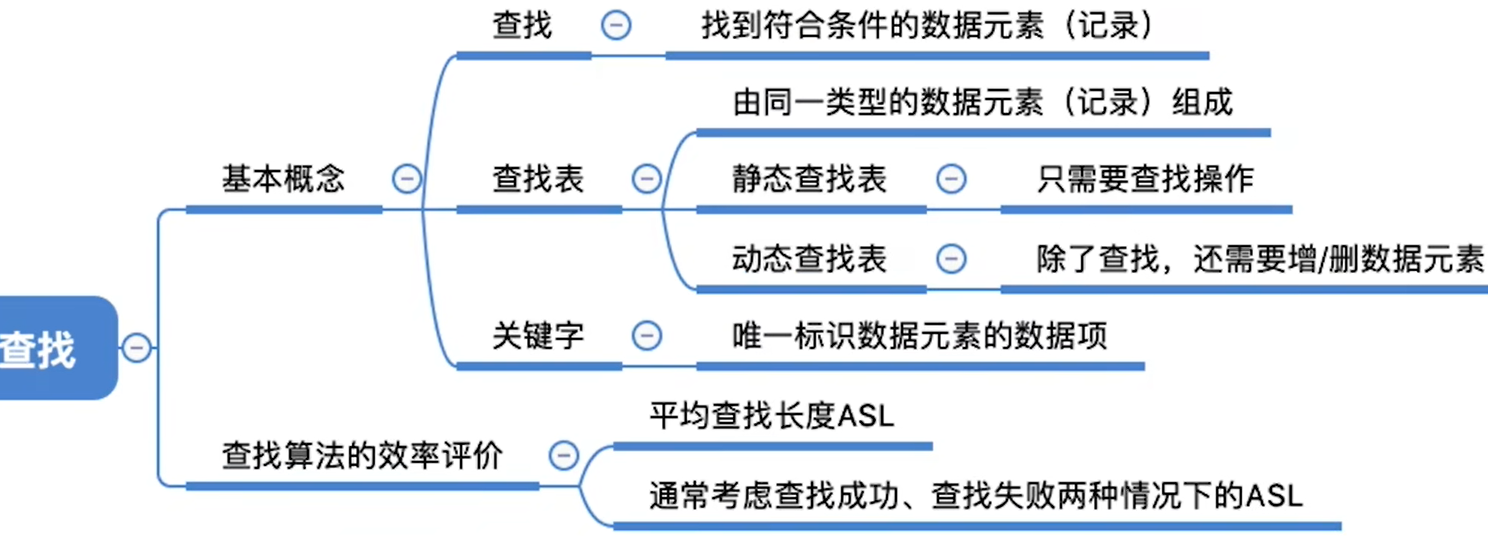 查找
基本概念
查找
找到符合条件的数据元素（记录）
查找表
由同一类型的数据元素（记录）组成
静态查找表
只需要查找操作
动态查找表
除了查找，还需要增/删数据元素
关键字
唯一标识数据元素的数据项
查找算法的效率评价
平均查找长度ASL
通常考虑查找成功、查找失败两种情况下的ASL